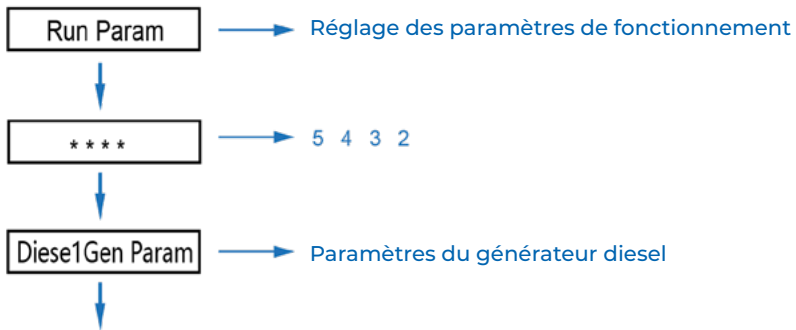 Run Param
Réglage des paramètres de fonctionnement
* * * *
5 4 3 2
Diese1Gen Param
Paramètres du générateur diesel